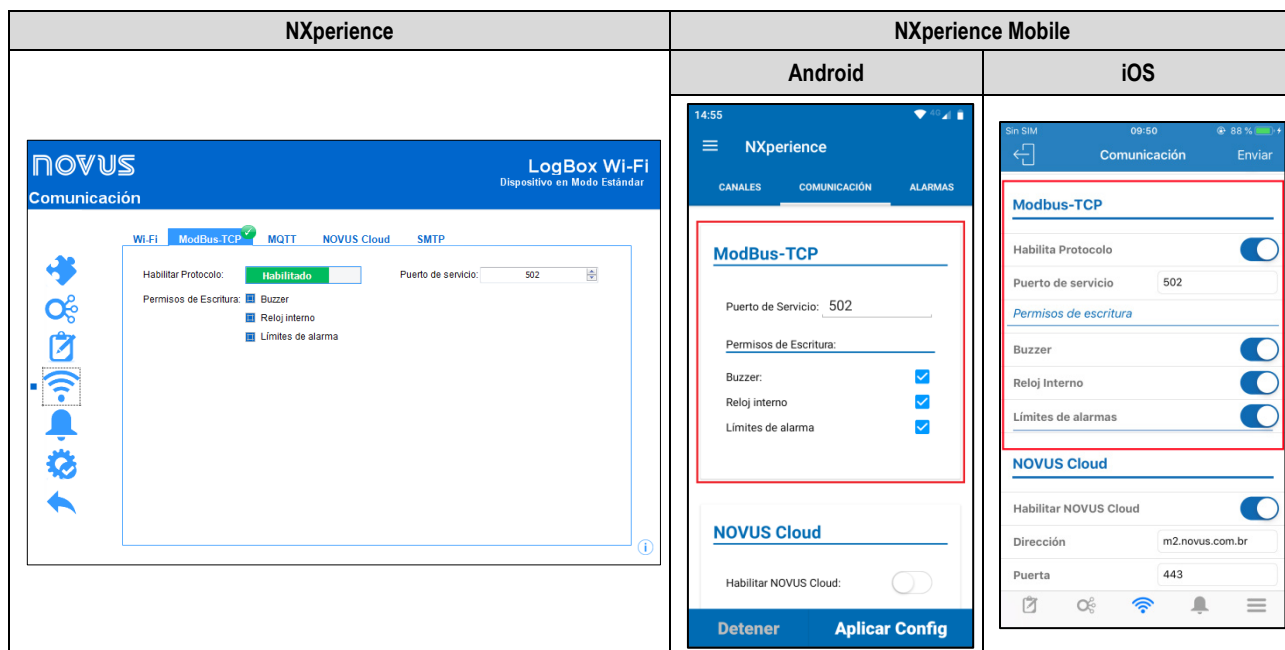 NXperience
NXperience Mobile
Android
iOS
NOVUS
LogBox Wi-Fi
Dispositivo en Modo Estándar
Comunicación
Wi-Fi ModBus-TCP MQTT NOVUS Cloud SMTP
Habilitar Protocolo: Habilitado Puerto de servicio: 502
Permisos de Escritura: Buzzer
Reloj interno
Límites de alarma
14:55 4G
NXperience
CANALES COMUNICACIÓN ALARMAS
ModBus-TCP
Puerto de Servicio: 502
Permisos de Escritura:
Buzzer:
Reloj interno
Límites de alarma
NOVUS Cloud
Habilitar NOVUS Cloud:
Detener Aplicar Config
Sin SIM 09:50 88 %
Comunicación Enviar
Modbus-TCP
Habilita Protocolo
Puerto de servicio 502
Permisos de escritura
Buzzer
Reloj Interno
Límites de alarmas
NOVUS Cloud
Habilitar NOVUS Cloud
Dirección m2.novus.com.br
Puerta 443